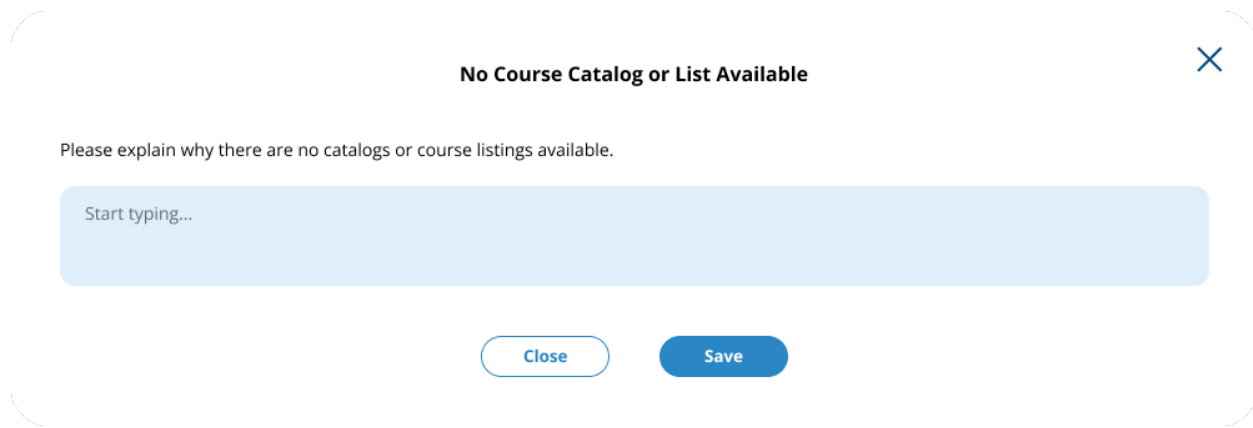 No Course Catalog or List Available
Please explain why there are no catalogs or course listings available.
Start typing...
Close
Save